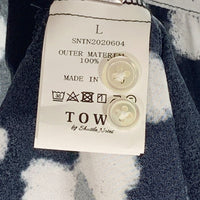 L
SNTN2020604
OUTER MATERIAL
100%
MADE IN
TOW
by Shuttle Notes